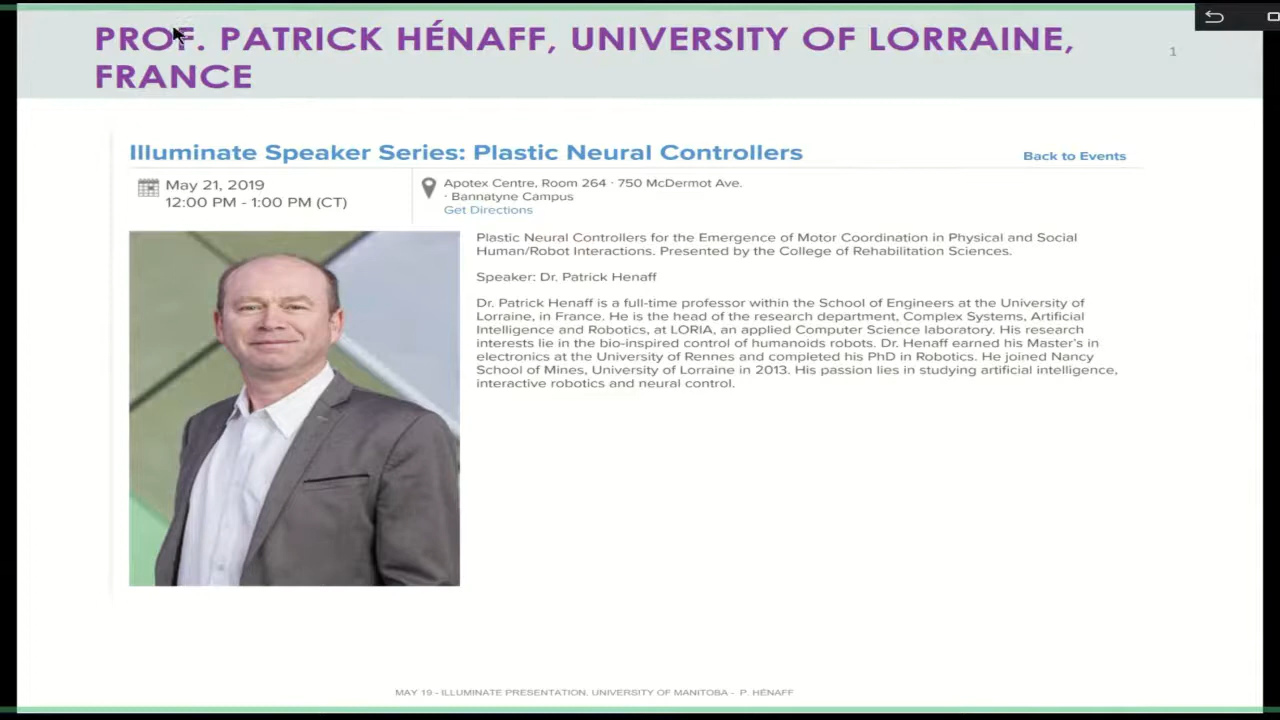 PROF. PATRICK HÉNAFF, UNIVERSITY OF LORRAINE,
FRANCE
1
Illuminate Speaker Series: Plastic Neural Controllers
Back to Events
May 21, 2019
12:00 PM - 1:00 PM (CT)
Apotex Centre, Room 264 · 750 McDermot Ave.
· Bannatyne Campus
Get Directions
Plastic Neural Controllers for the Emergence of Motor Coordination in Physical and Social
Human/Robot Interactions. Presented by the College of Rehabilitation Sciences.
Speaker: Dr. Patrick Henaff
Dr. Patrick Henaff is a full-time professor within the School of Engineers at the University of
Lorraine, in France. He is the head of the research department, Complex Systems, Artificial
Intelligence and Robotics, at LORIA, an applied Computer Science laboratory. His research
interests lie in the bio-inspired control of humanoids robots. Dr. Henaff earned his Master's in
electronics at the University of Rennes and completed his PhD in Robotics. He joined Nancy
School of Mines, University of Lorraine in 2013. His passion lies in studying artificial intelligence,
interactive robotics and neural control.
MAY 19 - ILLUMINATE PRESENTATION, UNIVERSITY OF MANITOBA - P. HÉNAFF